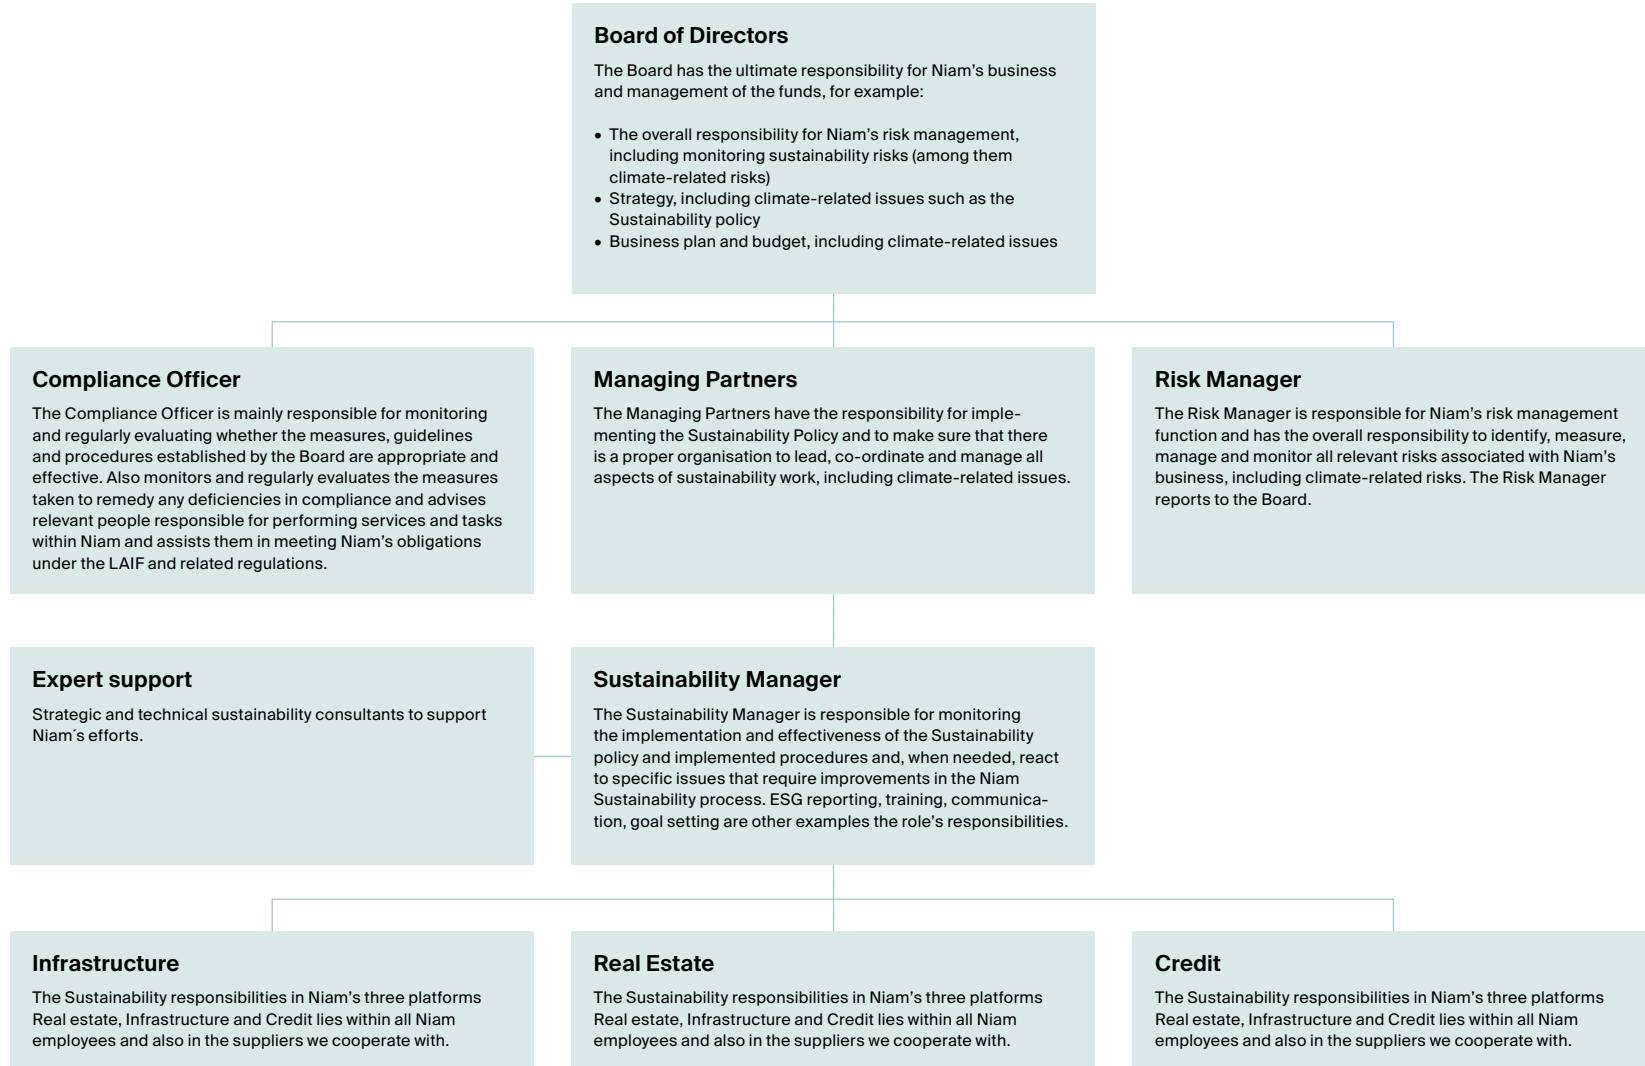 Board of Directors
The Board has the ultimate responsibility for Niam’s business
and management of the funds, for example:
• The overall responsibility for Niam’s risk management,
including monitoring sustainability risks (among them
climate-related risks)
• Strategy, including climate-related issues such as the
Sustainability policy
• Business plan and budget, including climate-related issues
Compliance Officer
The Compliance Officer is mainly responsible for monitoring
and regularly evaluating whether the measures, guidelines
and procedures established by the Board are appropriate and
effective. Also monitors and regularly evaluates the measures
taken to remedy any deficiencies in compliance and advises
relevant people responsible for performing services and tasks
within Niam and assists them in meeting Niam’s obligations
under the LAIF and related regulations.
Managing Partners
The Managing Partners have the responsibility for imple-
menting the Sustainability Policy and to make sure that there
is a proper organisation to lead, co-ordinate and manage all
aspects of sustainability work, including climate-related issues.
Risk Manager
The Risk Manager is responsible for Niam’s risk management
function and has the overall responsibility to identify, measure,
manage and monitor all relevant risks associated with Niam’s
business, including climate-related risks. The Risk Manager
reports to the Board.
Expert support
Strategic and technical sustainability consultants to support
Niam´s efforts.
Sustainability Manager
The Sustainability Manager is responsible for monitoring
the implementation and effectiveness of the Sustainability
policy and implemented procedures and, when needed, react
to specific issues that require improvements in the Niam
Sustainability process. ESG reporting, training, communica-
tion, goal setting are other examples the role’s responsibilities.
Infrastructure
The Sustainability responsibilities in Niam’s three platforms
Real estate, Infrastructure and Credit lies within all Niam
employees and also in the suppliers we cooperate with.
Real Estate
The Sustainability responsibilities in Niam’s three platforms
Real estate, Infrastructure and Credit lies within all Niam
employees and also in the suppliers we cooperate with.
Credit
The Sustainability responsibilities in Niam’s three platforms
Real estate, Infrastructure and Credit lies within all Niam
employees and also in the suppliers we cooperate with.